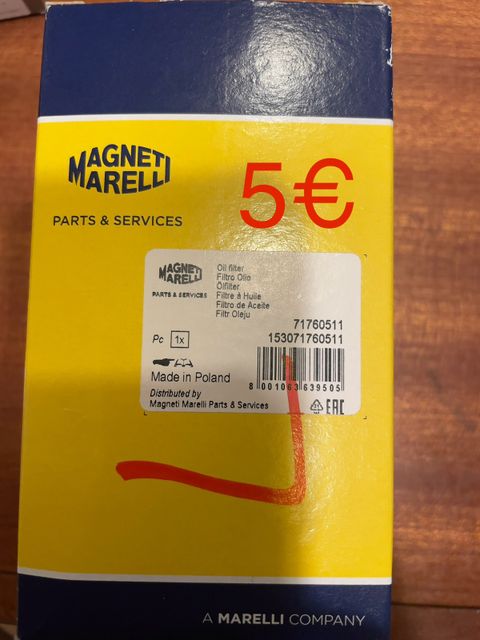 MAGNETI
MARELLI
PARTS & SERVICES
5€
MAGNETI
MARELLI
PARTS & SERVICES
Oil filter
Filtro Olio
Ölfilter
Filtre à Huile
Filtro de Aceite
Filtr Oleju
71760511
153071760511
Pc 1x
Made in Poland
Distributed by
Magneti Marelli Parts & Services
8 001063 639505
EAC
A MARELLI COMPANY